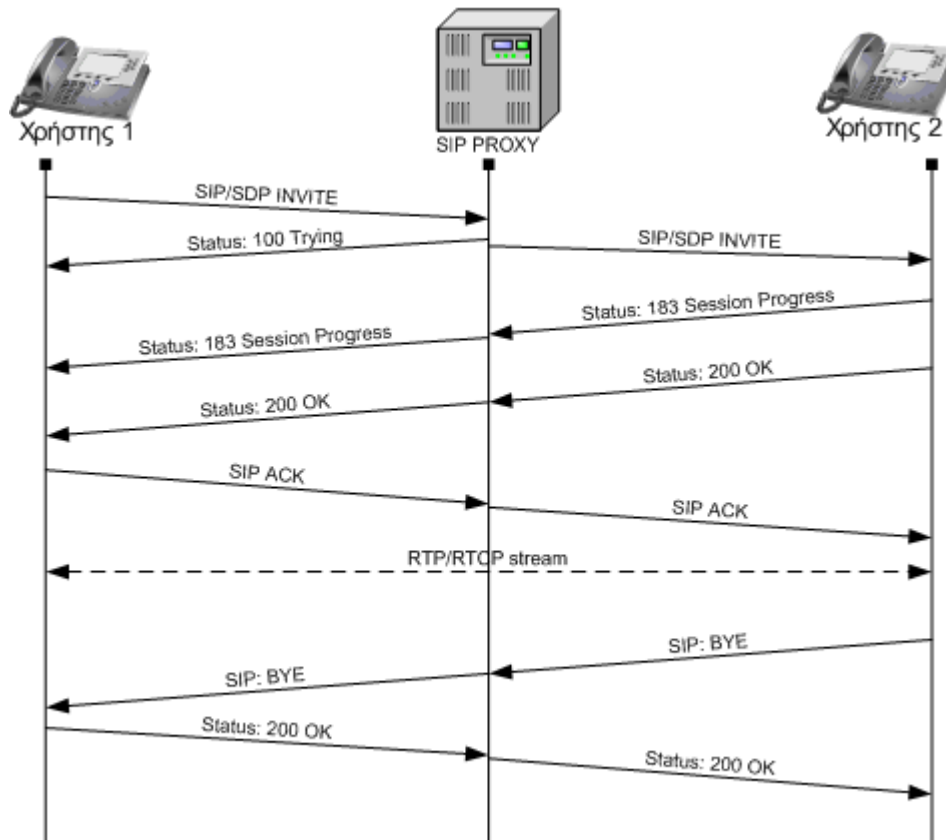 Χρήστης 1
SIP PROXY
Χρήστης 2
SIP/SDP INVITE
Status: 100 Trying
SIP/SDP INVITE
Status: 183 Session Progress
Status: 183 Session Progress
Status: 200 OK
Status: 200 OK
SIP ACK
SIP ACK
RTP/RTCP stream
SIP: BYE
SIP: BYE
Status: 200 OK
Status: 200 OK